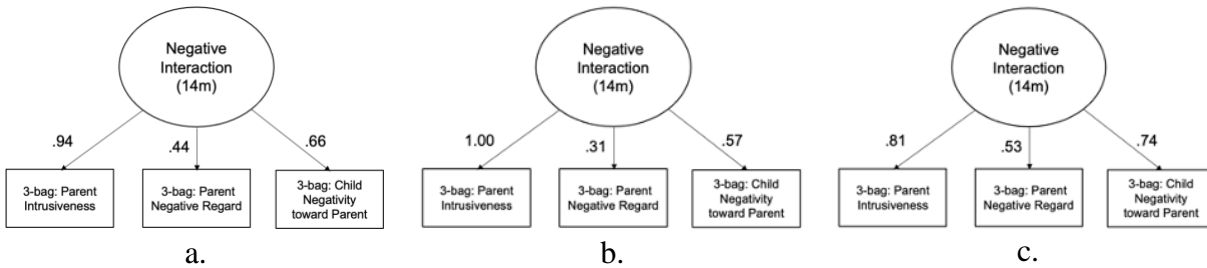 Negative
Interaction
(14m)
.94
.44
.66
3-bag: Parent
Intrusiveness
3-bag: Parent
Negative Regard
3-bag: Child
Negativity
toward Parent
a.
Negative
Interaction
(14m)
1.00
.31
.57
3-bag: Parent
Intrusiveness
3-bag: Parent
Negative Regard
3-bag: Child
Negativity
toward Parent
b.
Negative
Interaction
(14m)
.81
.53
.74
3-bag: Parent
Intrusiveness
3-bag: Parent
Negative Regard
3-bag: Child
Negativity
toward Parent
c.